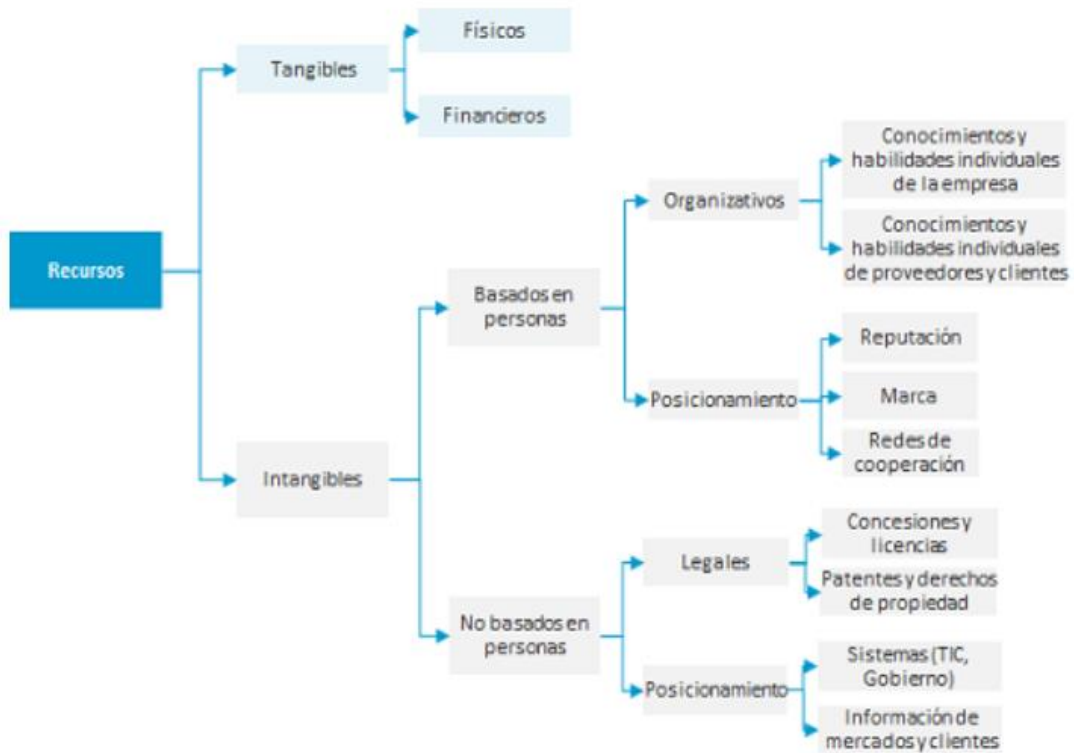 Recursos
Tangibles
Físicos
Financieros
Intangibles
Basados en
personas
Organizativos
Conocimientos y
habilidades individuales
de la empresa
Conocimientos y
habilidades individuales
de proveedores y clientes
Posicionamiento
Reputación
Marca
Redes de
cooperación
No basados en
personas
Legales
Concesiones y
licencias
Patentes y derechos
de propiedad
Posicionamiento
Sistemas (TIC,
Gobierno)
Información de
mercados y clientes